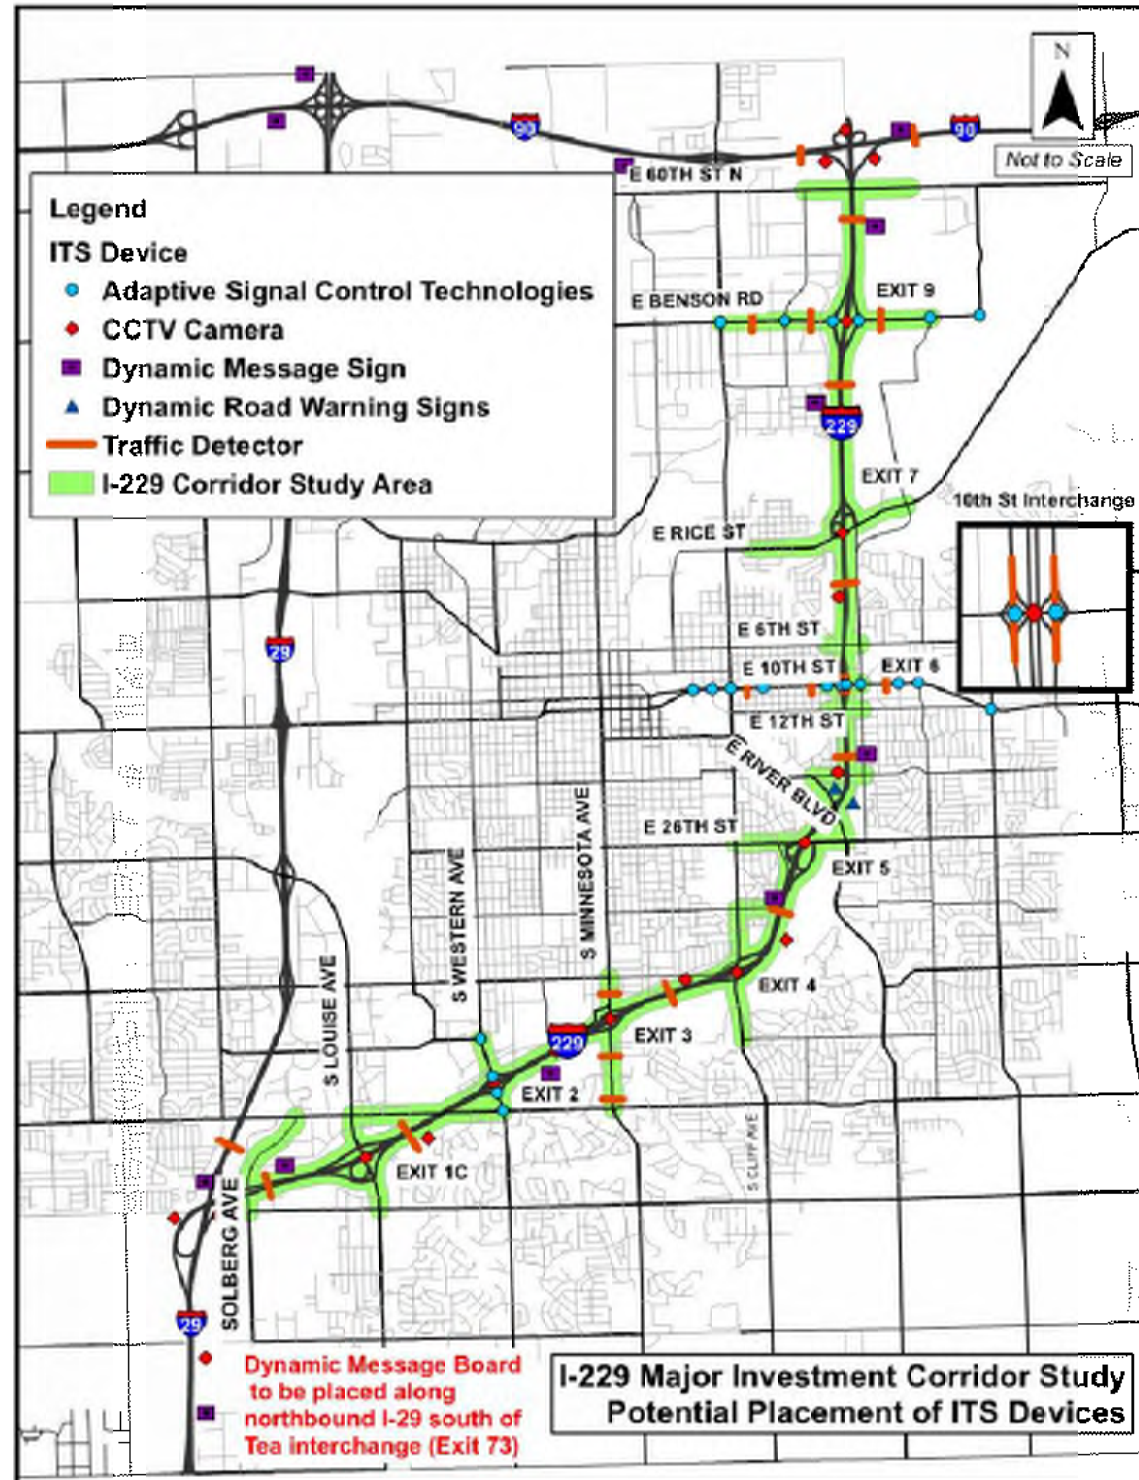 N
90
90
Not to Scale
E 60TH ST N
Legend
ITS Device
Adaptive Signal Control Technologies
CCTV Camera
Dynamic Message Sign
Dynamic Road Warning Signs
Traffic Detector
I-229 Corridor Study Area
E BENSON RD
EXIT 9
229
EXIT 7
10th St Interchange
E RICE ST
E 6TH ST
29
E 10TH ST
EXIT 6
E 12TH ST
E RIVER BLVD
E 26TH ST
EXIT 5
S MINNESOTA AVE
S WESTERN AVE
S LOUISE AVE
EXIT 4
229
EXIT 3
EXIT 2
S CLIFF AVE
EXIT 1C
SOLBERG AVE
29
Dynamic Message Board
to be placed along
northbound I-29 south of
Tea interchange (Exit 73)
I-229 Major Investment Corridor Study
Potential Placement of ITS Devices